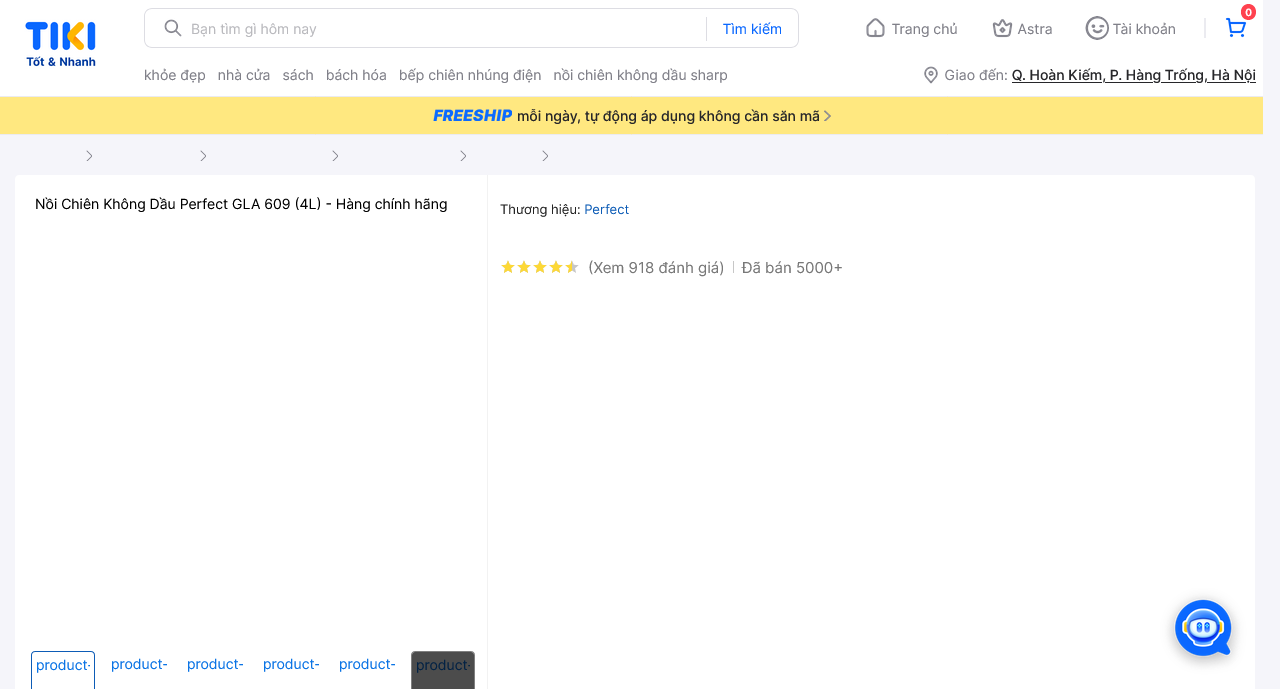 TIKI
Tốt & Nhanh
Bạn tìm gì hôm nay
Tìm kiếm
Trang chủ
Astra
Tài khoản
0
khỏe đẹp nhà cửa sách bách hóa bếp chiên nhúng điện nồi chiên không dầu sharp
Giao đến: Q. Hoàn Kiếm, P. Hàng Trống, Hà Nội
FREESHIP mỗi ngày, tự động áp dụng không cần săn mã
Nồi Chiên Không Dầu Perfect GLA 609 (4L) - Hàng chính hãng
Thương hiệu: Perfect
(Xem 918 đánh giá)
Đã bán 5000+
product- product- product- product- product- product-